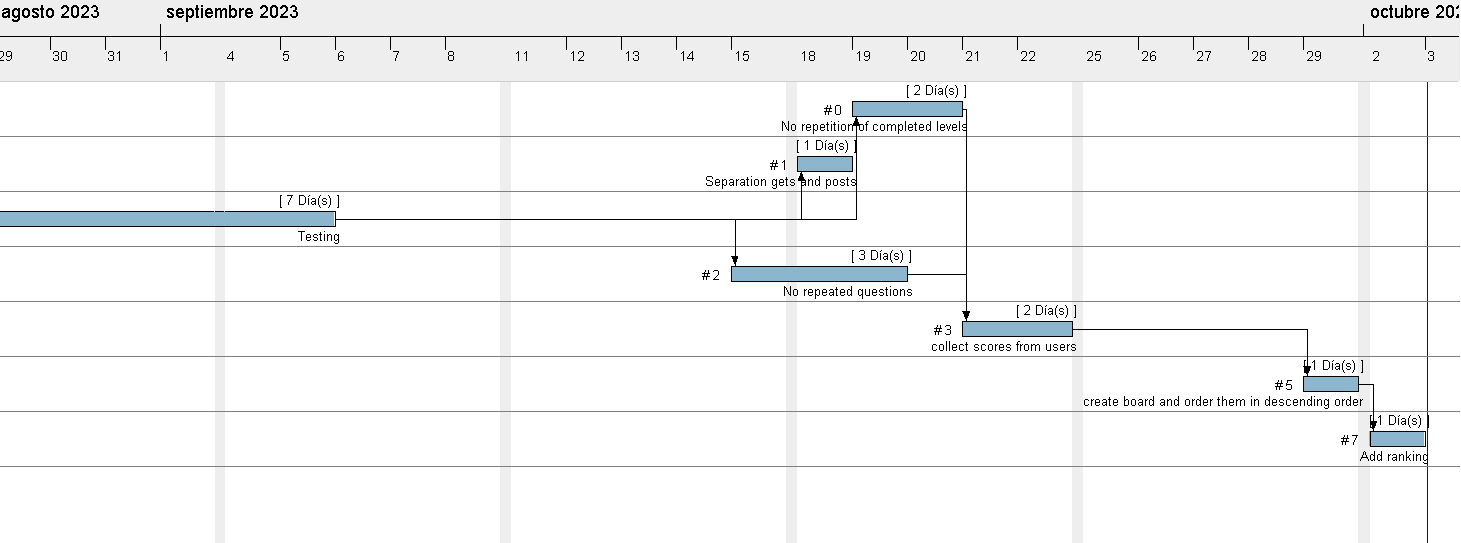 agosto 2023 septiembre 2023 octubre 202
29 30 31 1 4 5 6 7 8 11 12 13 14 15 18 19 20 21 22 25 26 27 28 29 2 3
[ 2 Día(s) ]
#0
No repetition of completed levels
[ 1 Día(s) ]
#1
Separation gets and posts
[ 7 Día(s) ]
Testing
[ 3 Día(s) ]
#2
No repeated questions
[ 2 Día(s) ]
#3
collect scores from users
[ 1 Día(s) ]
#5
create board and order them in descending order
[ 1 Día(s) ]
#7
Add ranking